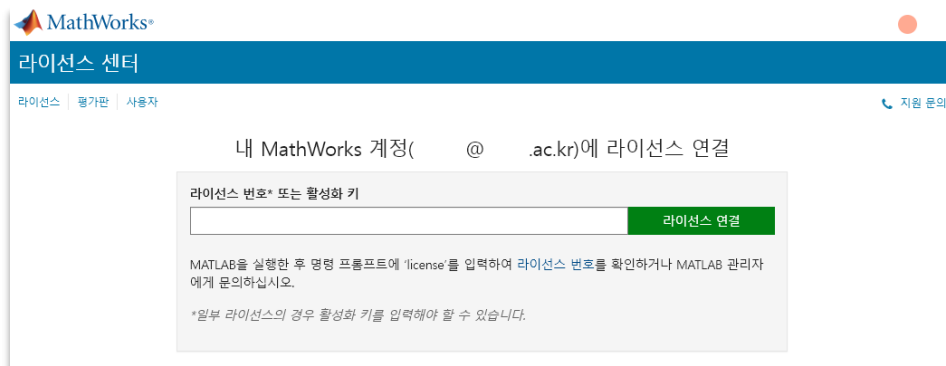 MathWorks®
라이선스 센터
라이선스 평가판 사용자
지원 문의
내 MathWorks 계정( @ .ac.kr)에 라이선스 연결
라이선스 번호* 또는 활성화 키
라이선스 연결
MATLAB을 실행한 후 명령 프롬프트에 'license'를 입력하여 라이선스 번호를 확인하거나 MATLAB 관리자
에게 문의하십시오.
*일부 라이선스의 경우 활성화 키를 입력해야 할 수 있습니다.